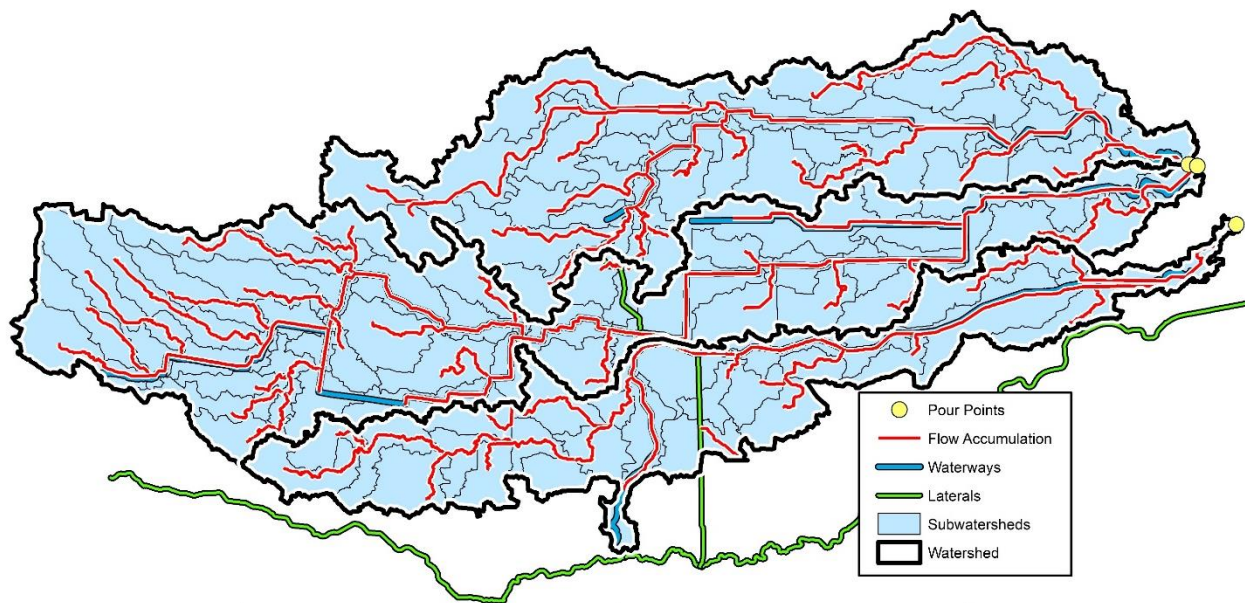 Pour Points
Flow Accumulation
Waterways
Laterals
Subwatersheds
Watershed